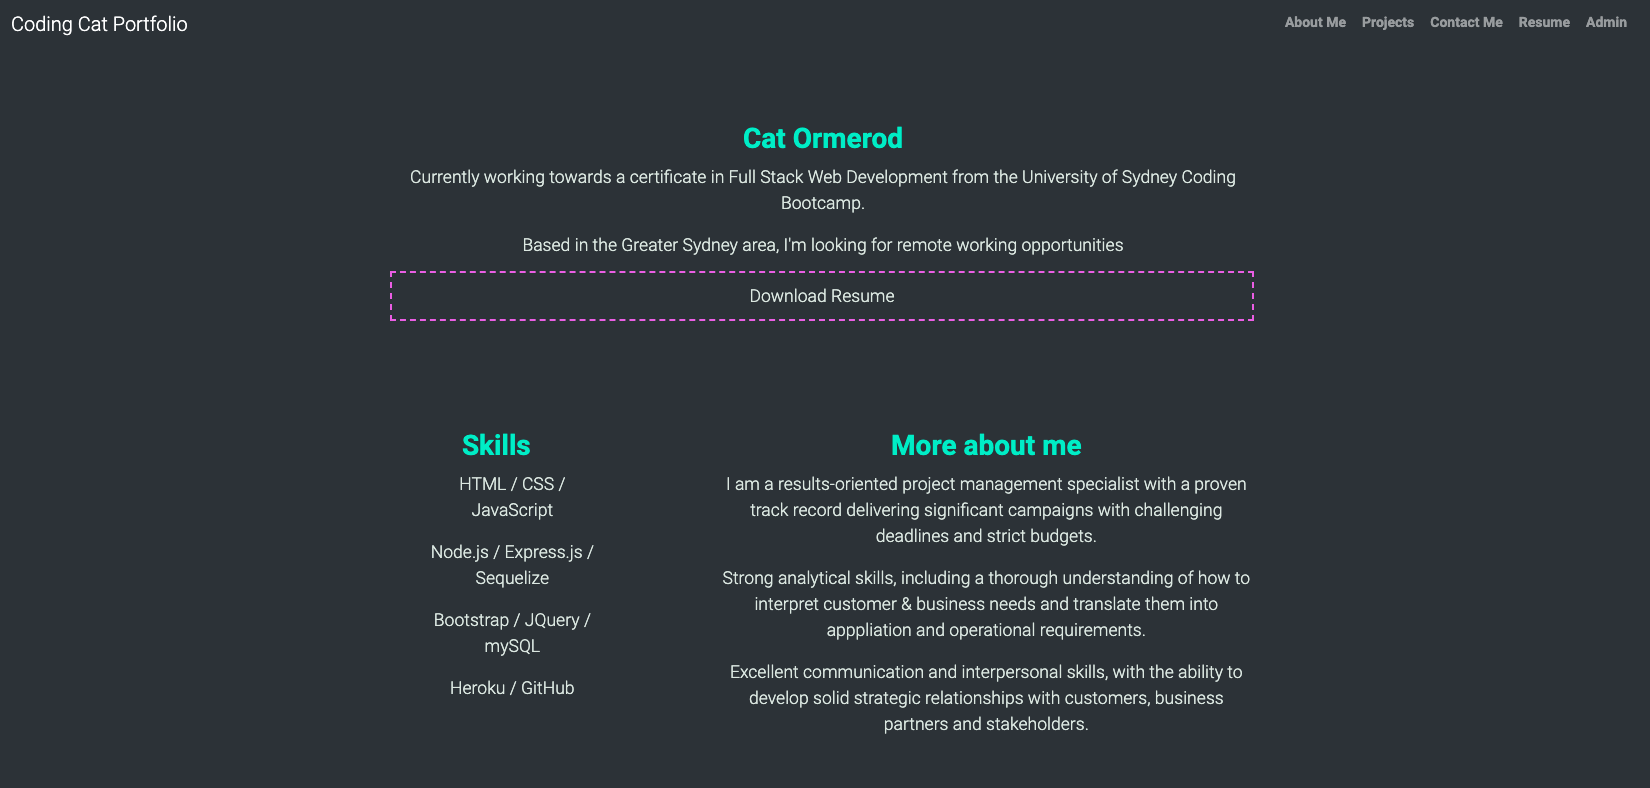 Coding Cat Portfolio
About Me Projects Contact Me Resume Admin
Cat Ormerod
Currently working towards a certificate in Full Stack Web Development from the University of Sydney Coding
Bootcamp.
Based in the Greater Sydney area, I'm looking for remote working opportunities
Download Resume
Skills
HTML / CSS /
JavaScript
Node.js / Express.js /
Sequelize
Bootstrap / JQuery /
mySQL
Heroku / GitHub
More about me
I am a results-oriented project management specialist with a proven
track record delivering significant campaigns with challenging
deadlines and strict budgets.
Strong analytical skills, including a thorough understanding of how to
interpret customer & business needs and translate them into
apppliation and operational requirements.
Excellent communication and interpersonal skills, with the ability to
develop solid strategic relationships with customers, business
partners and stakeholders.